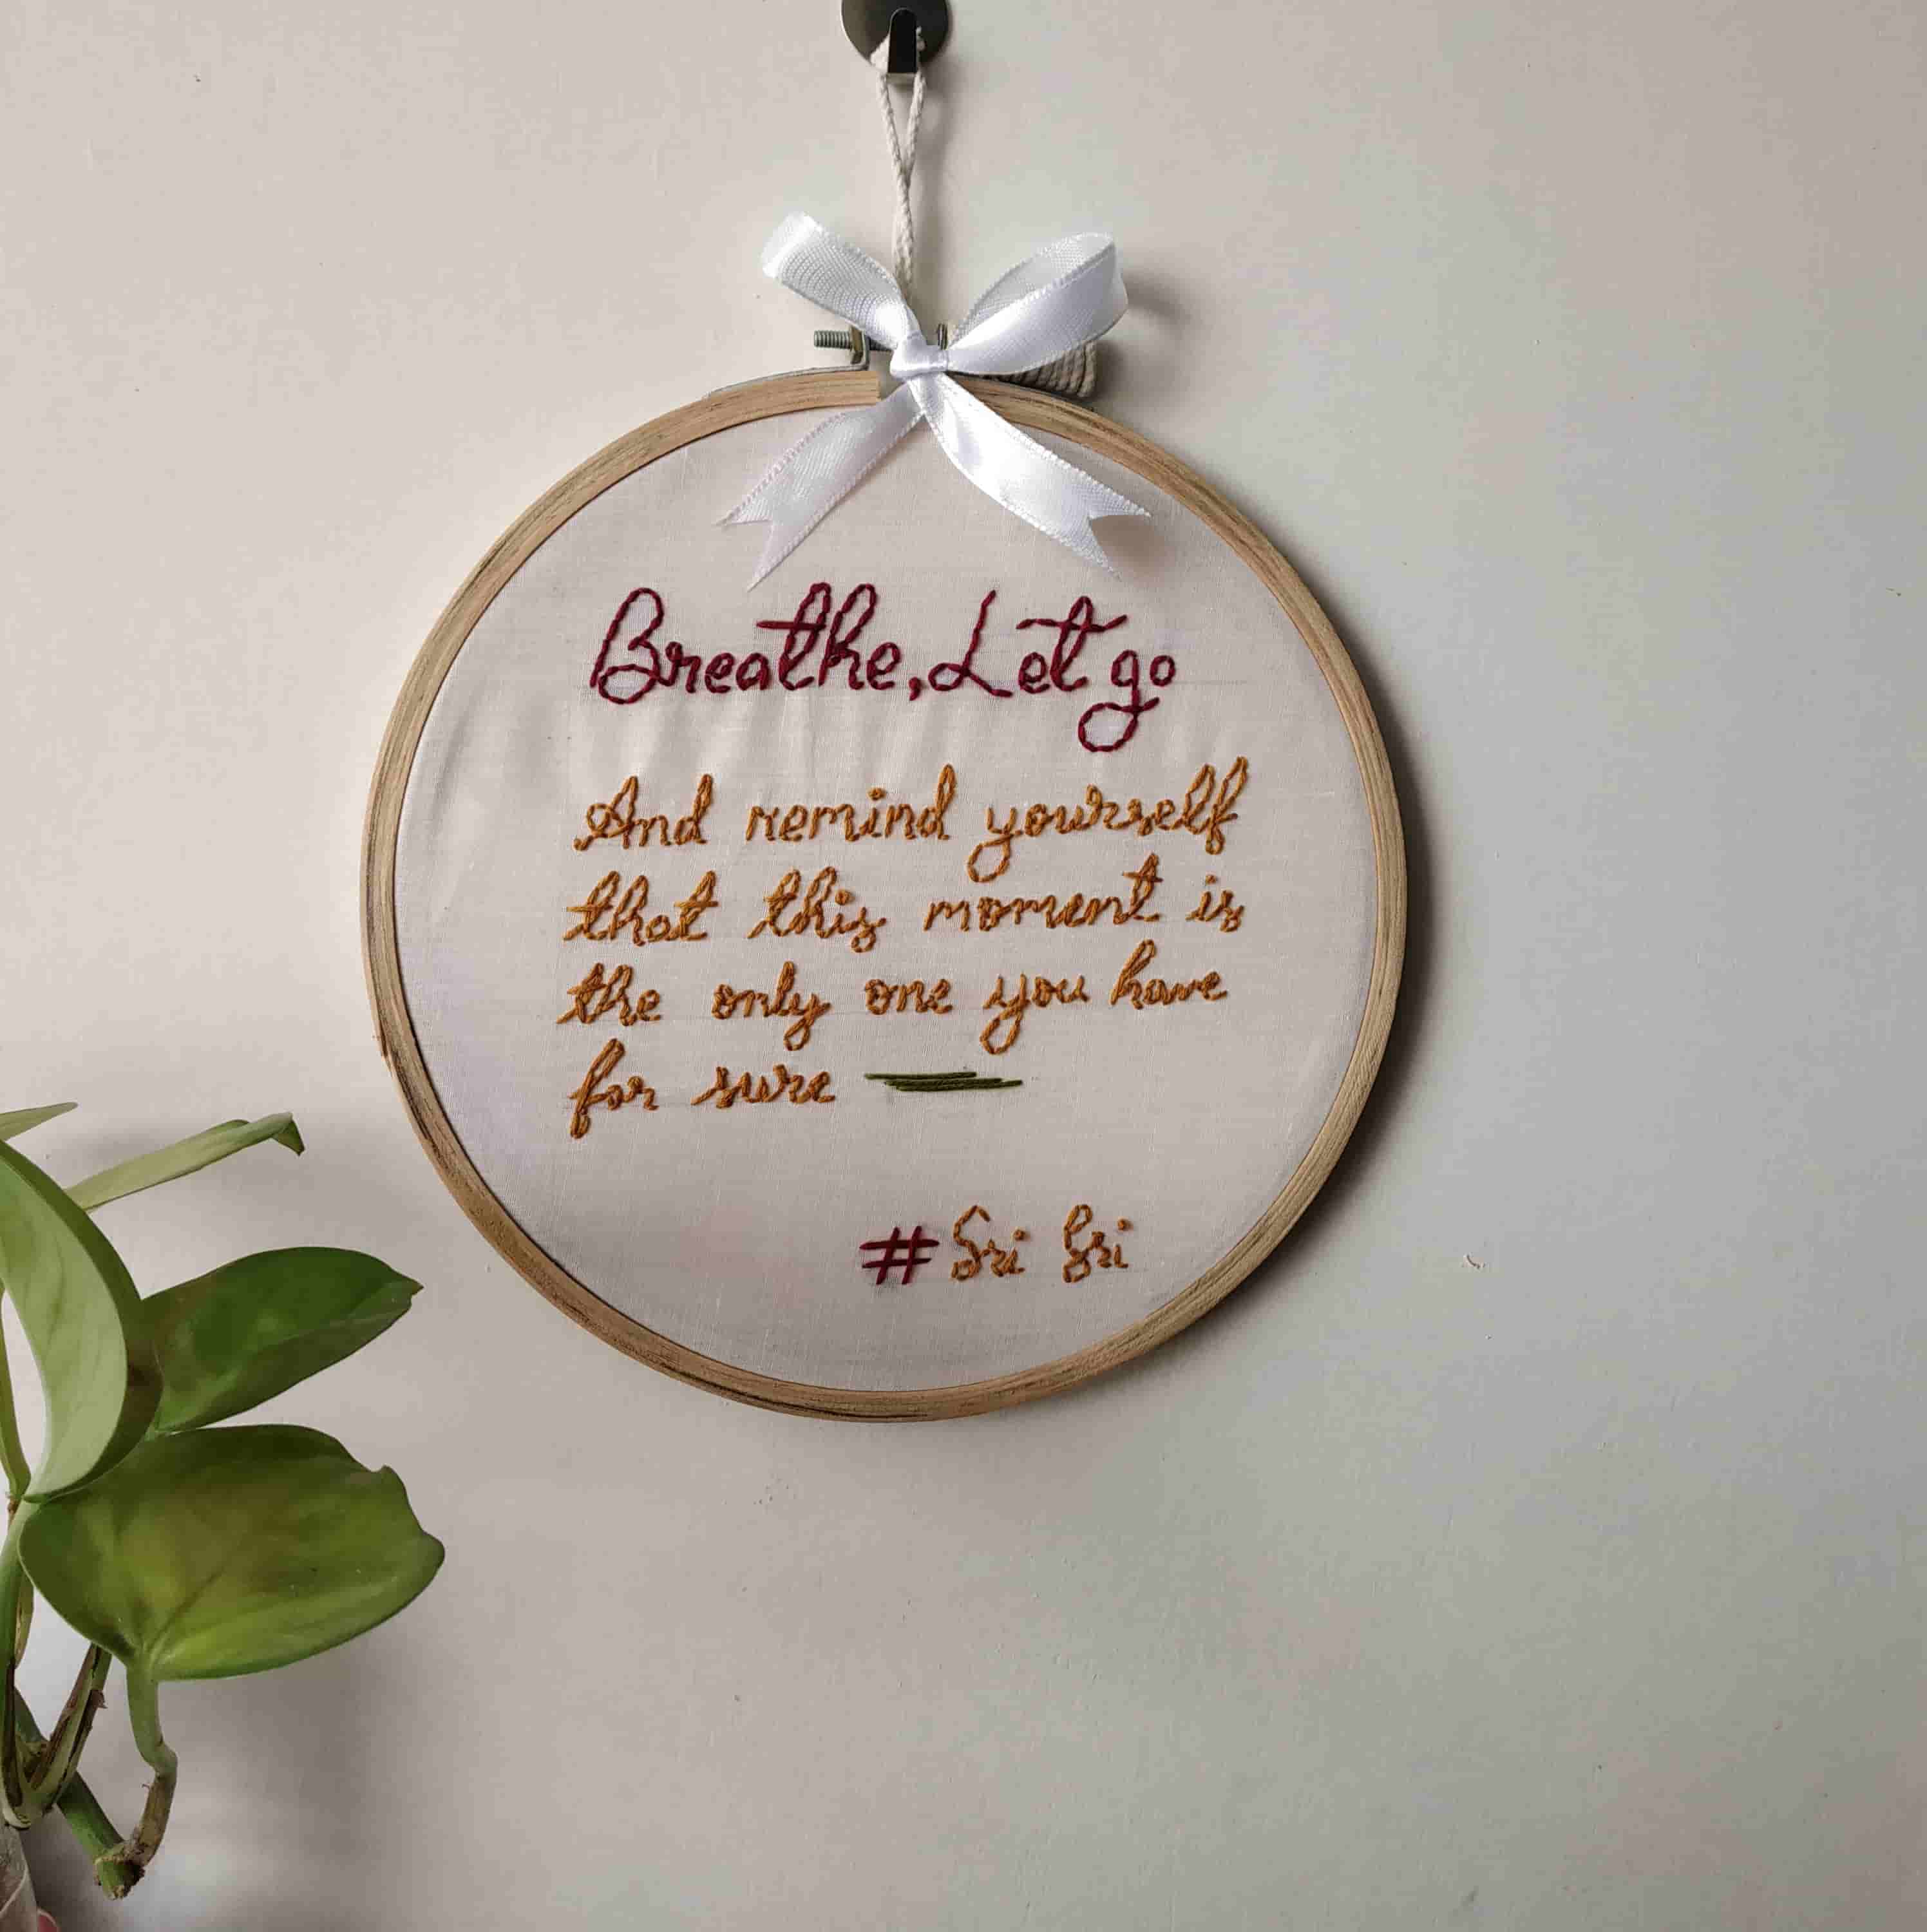 Breathe, Let go
And remind yourself
that this moment is
the only one you have
for sure
# Sri Sri